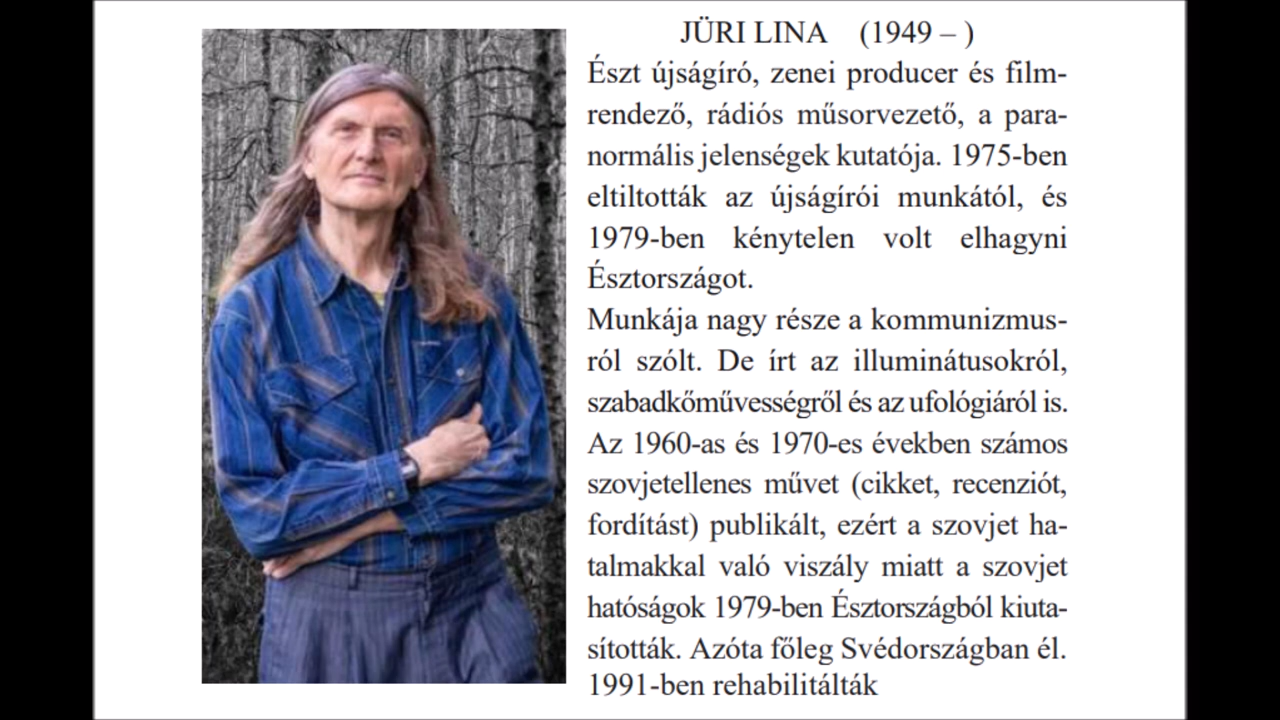 JÜRI LINA (1949 – )
Észt újságíró, zenei producer és film-
rendező, rádiós műsorvezető, a para-
normális jelenségek kutatója. 1975-ben
eltiltották az újságírói munkától, és
1979-ben kénytelen volt elhagyni
Észtországot.
Munkája nagy része a kommunizmus-
ról szólt. De írt az illuminátusokról,
szabadkőművességről és az ufológiáról is.
Az 1960-as és 1970-es években számos
szovjetellenes művet (cikket, recenziót,
fordítást) publikált, ezért a szovjet ha-
talmakkal való viszály miatt a szovjet
hatóságok 1979-ben Észtországból kiuta-
sították. Azóta főleg Svédországban él.
1991-ben rehabilitálták